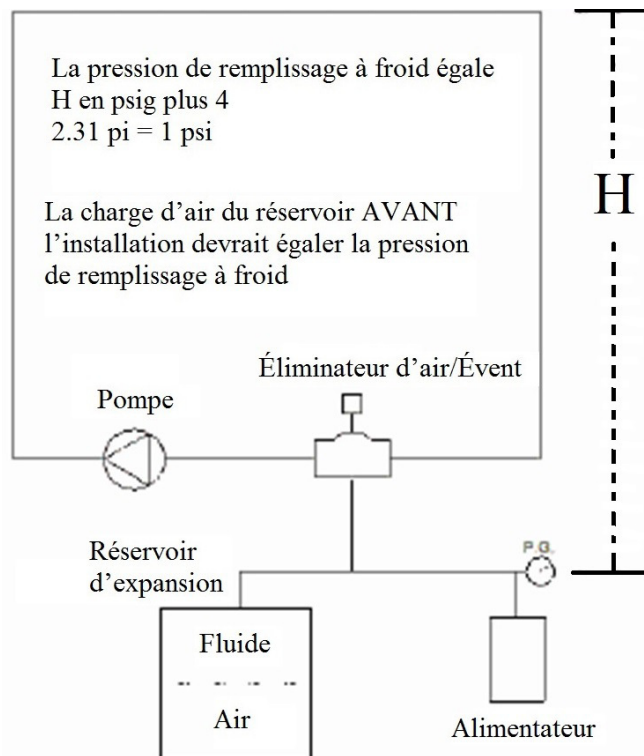 La pression de remplissage à froid égale
H en psig plus 4
2.31 pi = 1 psi
H
La charge d'air du réservoir AVANT
l'installation devrait égaler la pression
de remplissage à froid
Éliminateur d'air/Évent
Pompe
P.G.
Réservoir
d'expansion
Fluide
Air
Alimentateur